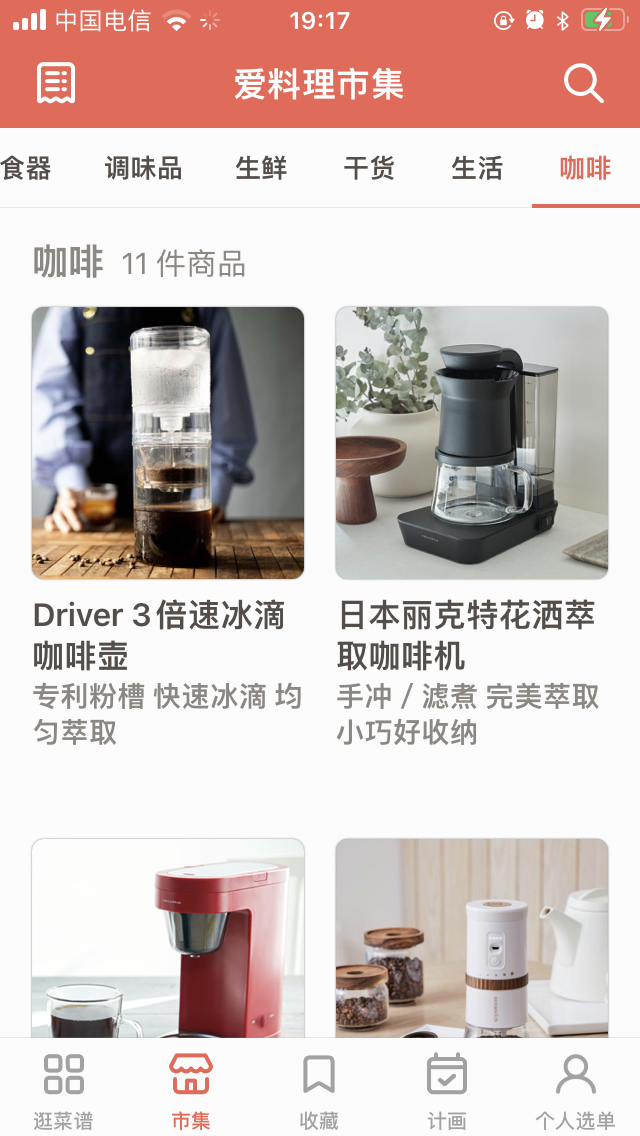 中国电信 19:17
爱料理市集
食器 调味品 生鲜 干货 生活 咖啡
咖啡 11 件商品
Driver 3倍速冰滴
咖啡壶
专利粉槽 快速冰滴 均
匀萃取
日本丽克特花洒萃
取咖啡机
手冲 / 滤煮 完美萃取
小巧好收纳
逛菜谱 市集 收藏 计画 个人选单